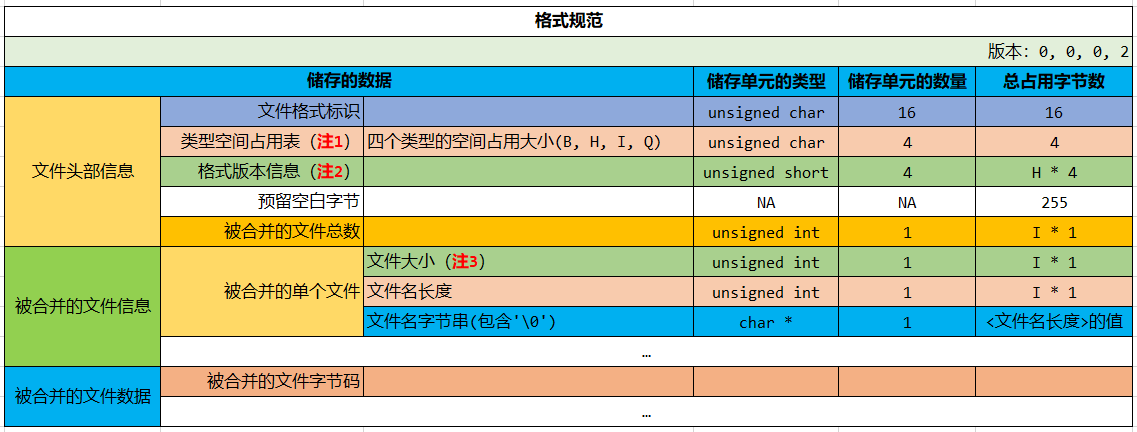 格式规范
版本: 0, 0, 0, 2
储存的数据 储存单元的类型 储存单元的数量 总占用字节数
文件头部信息
文件格式标识 unsigned char 16 16
类型空间占用表（注1） 四个类型的空间占用大小(B, H, I, Q) unsigned char 4 4
格式版本信息（注2） unsigned short 4 H * 4
预留空白字节 NA NA 255
被合并的文件总数 unsigned int 1 I * 1
被合并的文件信息
被合并的单个文件
文件大小（注3） unsigned int 1 I * 1
文件名长度 unsigned int 1 I * 1
文件名字节串(包含'\0') char * 1 <文件名长度>的值
…
被合并的文件数据
被合并的文件字节码
…